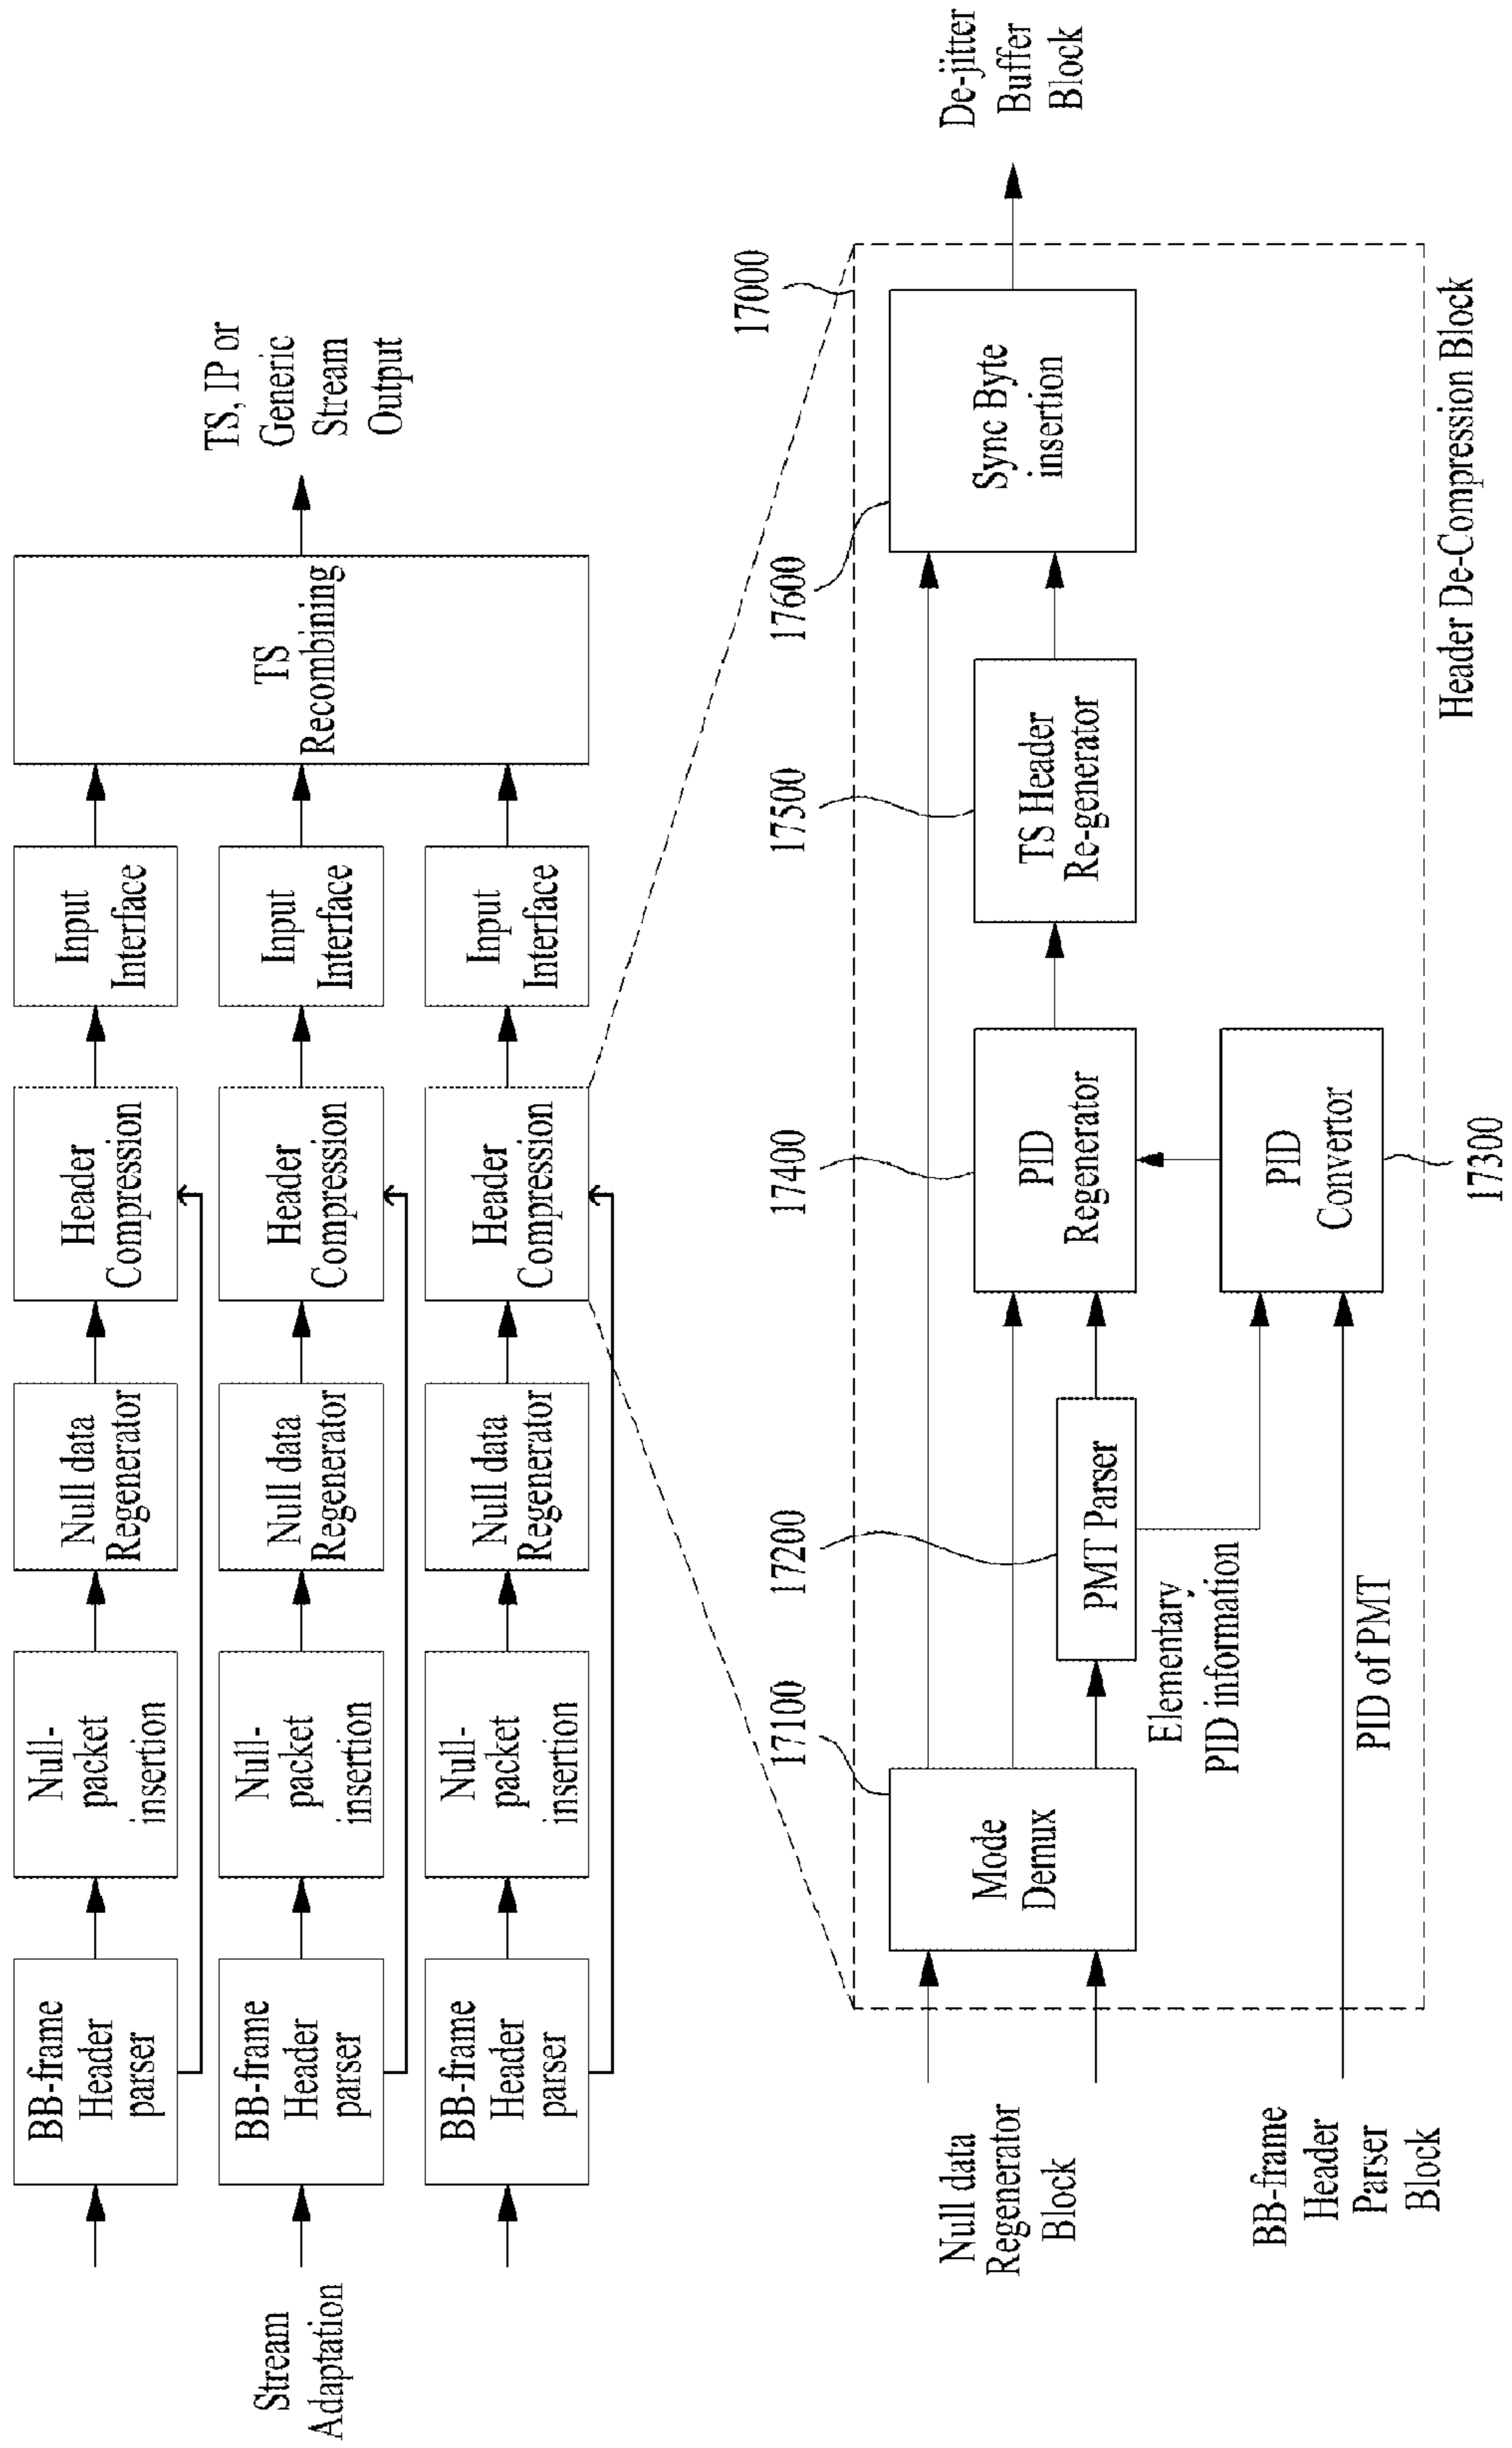 Stream
Adaptation
BB-frame
Header
parser
Null-
packet
insertion
Null data
Regenerator
Header
Compression
Input
Interface
BB-frame
Header
parser
Null-
packet
insertion
Null data
Regenerator
Header
Compression
Input
Interface
BB-frame
Header
parser
Null-
packet
insertion
Null data
Regenerator
Header
Compression
Input
Interface
TS
Recombining
TS, IP or
Generic
Stream
Output
17000
Null data
Regenerator
Block
BB-frame
Header
Parser
Block
17100
Mode
Demux
17200
PMT Parser
Elementary
PID information
PID of PMT
17400
PID
Regenerator
PID
Convertor
17300
17500
TS Header
Re-generator
17600
Sync Byte
insertion
De-jitter
Buffer
Block
Header De-Compression Block